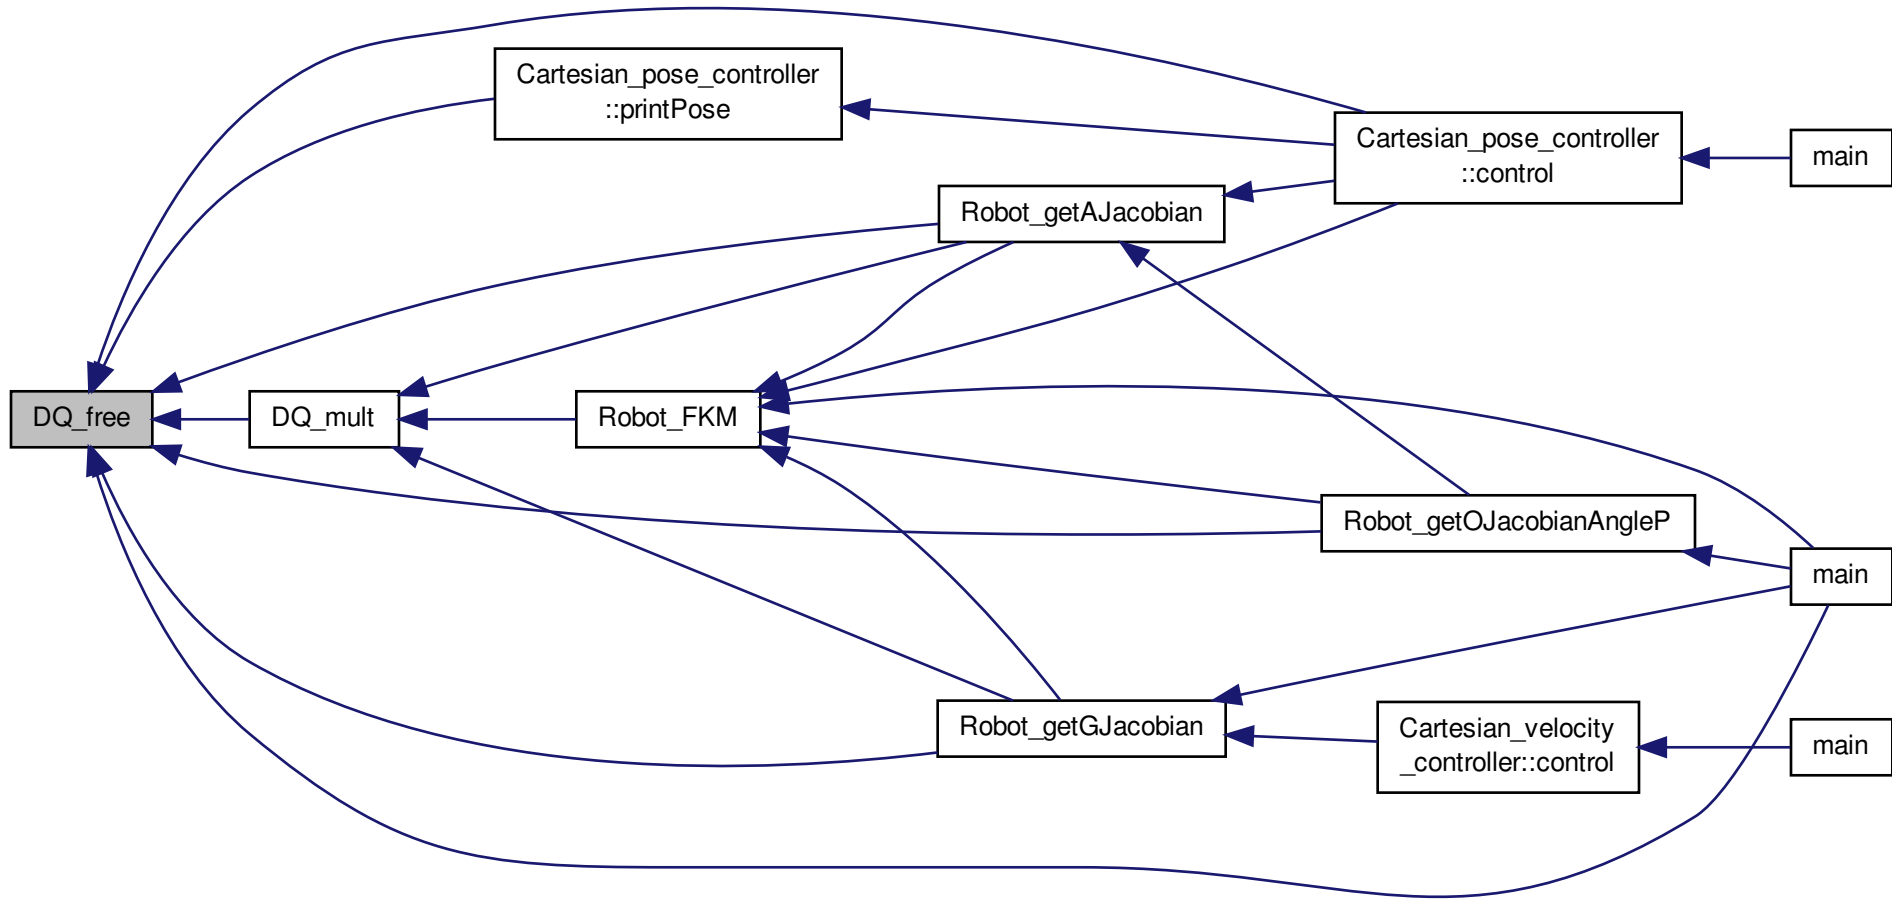 Cartesian_pose_controller
::printPose
Cartesian_pose_controller
::control
main
Robot_getAJacobian
DQ_free
DQ_mult
Robot_FKM
Robot_getOJacobianAngleP
main
Robot_getGJacobian
Cartesian_velocity
_controller::control
main